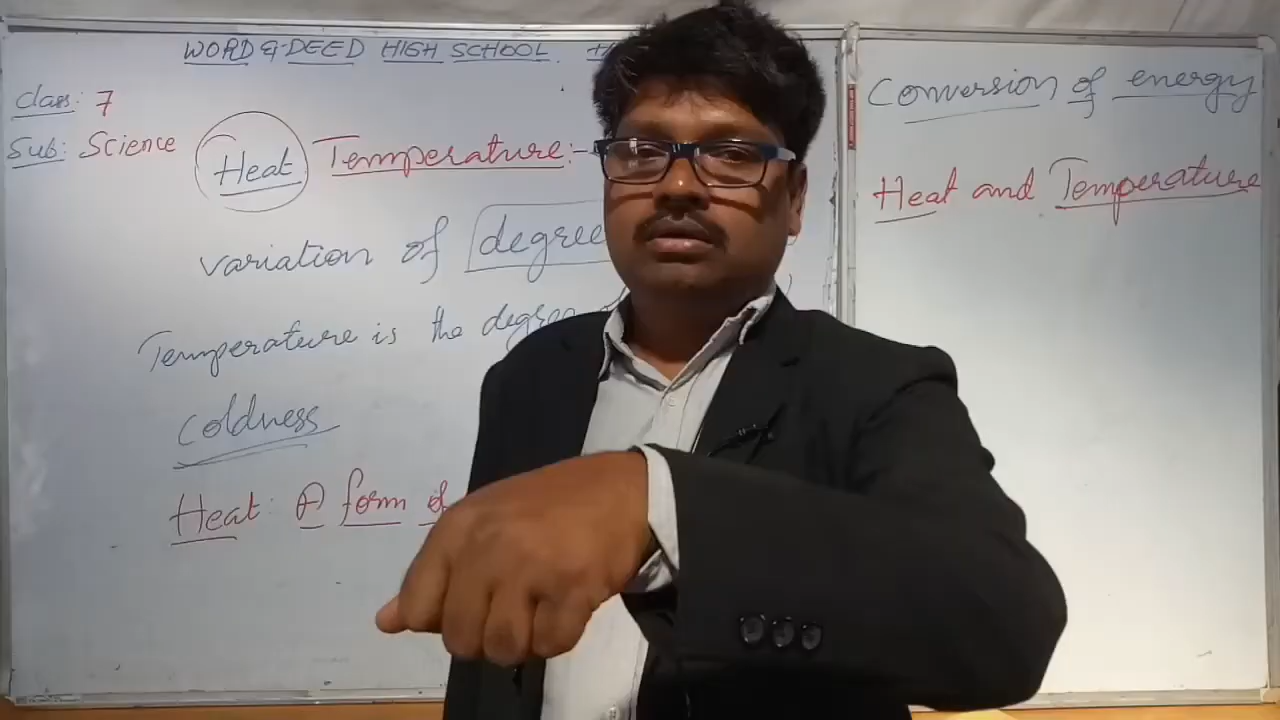 WORD & DEED HIGH SCHOOL
Class: 7
Sub: Science
Heat Temperature:-
variation of degree
Temperature is the degree
coldness
Heat: A form of
Conversion of energy
Heat and Temperature